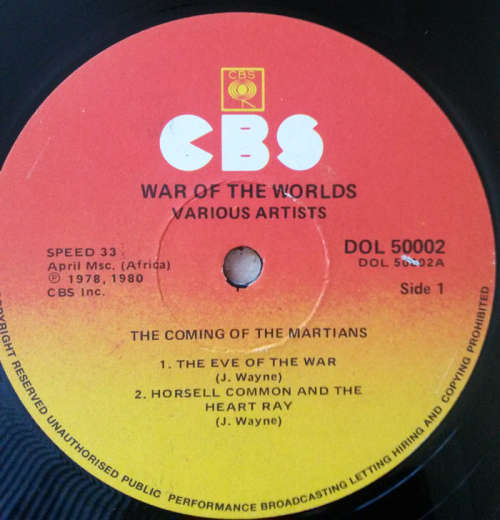 CBS
CBS
WAR OF THE WORLDS
VARIOUS ARTISTS
SPEED 33
April Msc. (Africa)
℗ 1978, 1980
CBS Inc.
DOL 50002
DOL 50002A
Side 1
THE COMING OF THE MARTIANS
1. THE EVE OF THE WAR
(J. Wayne)
2. HORSELL COMMON AND THE
HEART RAY
(J. Wayne)
COPYRIGHT RESERVED UNAUTHORISED PUBLIC PERFORMANCE BROADCASTING LETTING HIRING AND COPYING PROHIBITED